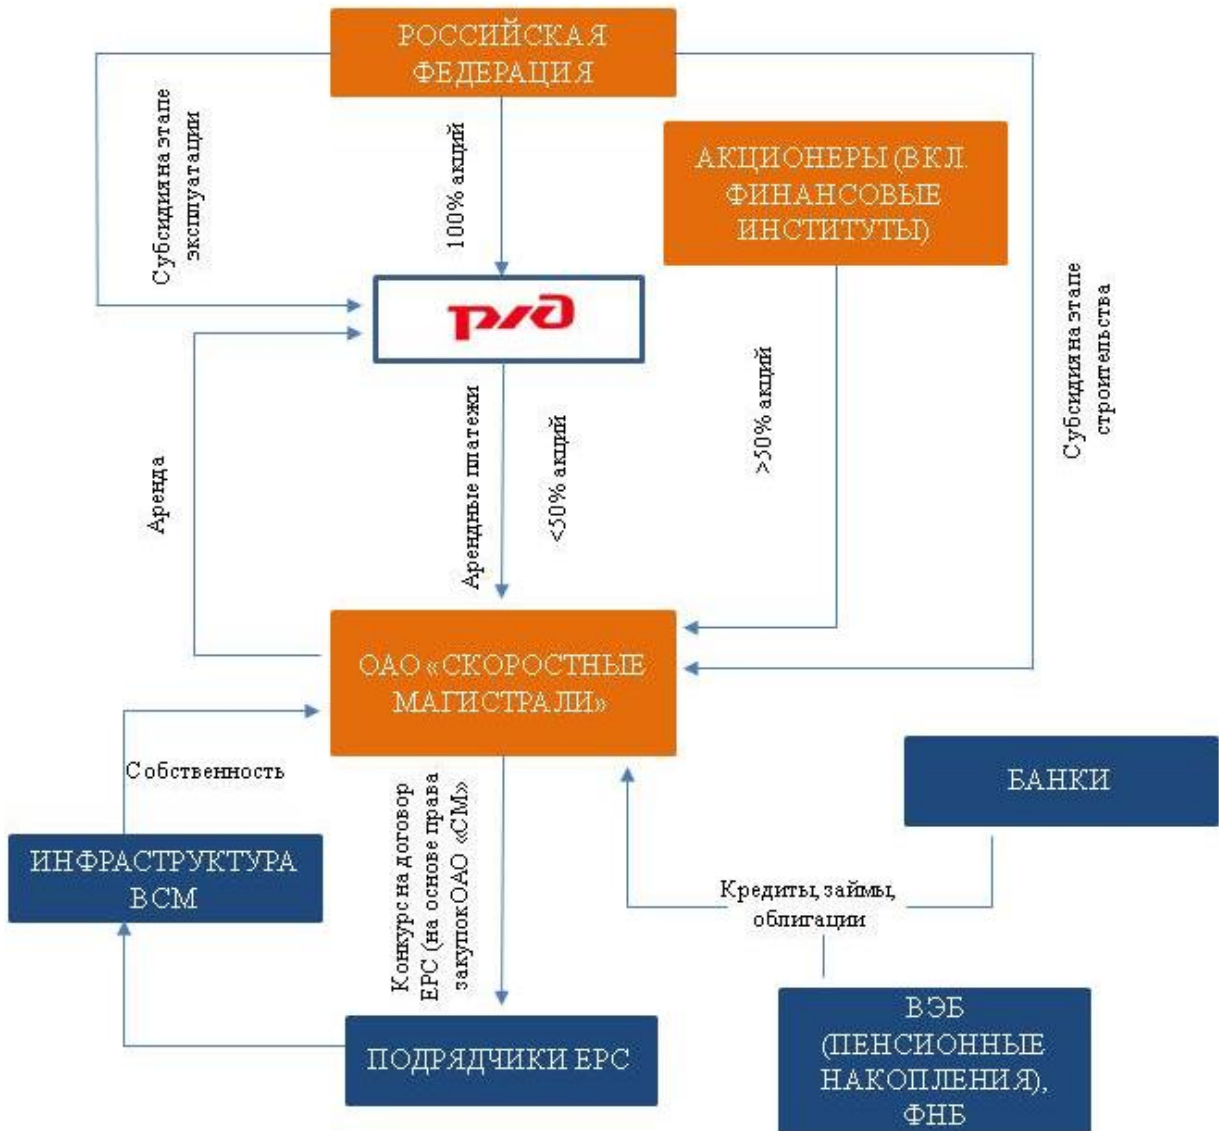 РОССИЙСКАЯ
ФЕДЕРАЦИЯ
Субсидия на этапе
эксплуатации
100% акций
АКЦИОНЕРЫ (ВКЛ.
ФИНАНСОВЫЕ
ИНСТИТУТЫ)
Субсидия на этапе
строительства
ржд
Аренда
Арендные платежи
<50% акций
>50% акций
ОАО «СКОРОСТНЫЕ
МАГИСТРАЛИ»
Собственность
ИНФРАСТРУКТУРА
ВСМ
Конкурс на договор
ЕРС (на основе права
закупок ОАО «СМ»
БАНКИ
Кредиты, займы,
облигации
ПОДРЯДЧИКИ ЕРС
ВЭБ
(ПЕНСИОННЫЕ
НАКОПЛЕНИЯ),
ФНБ